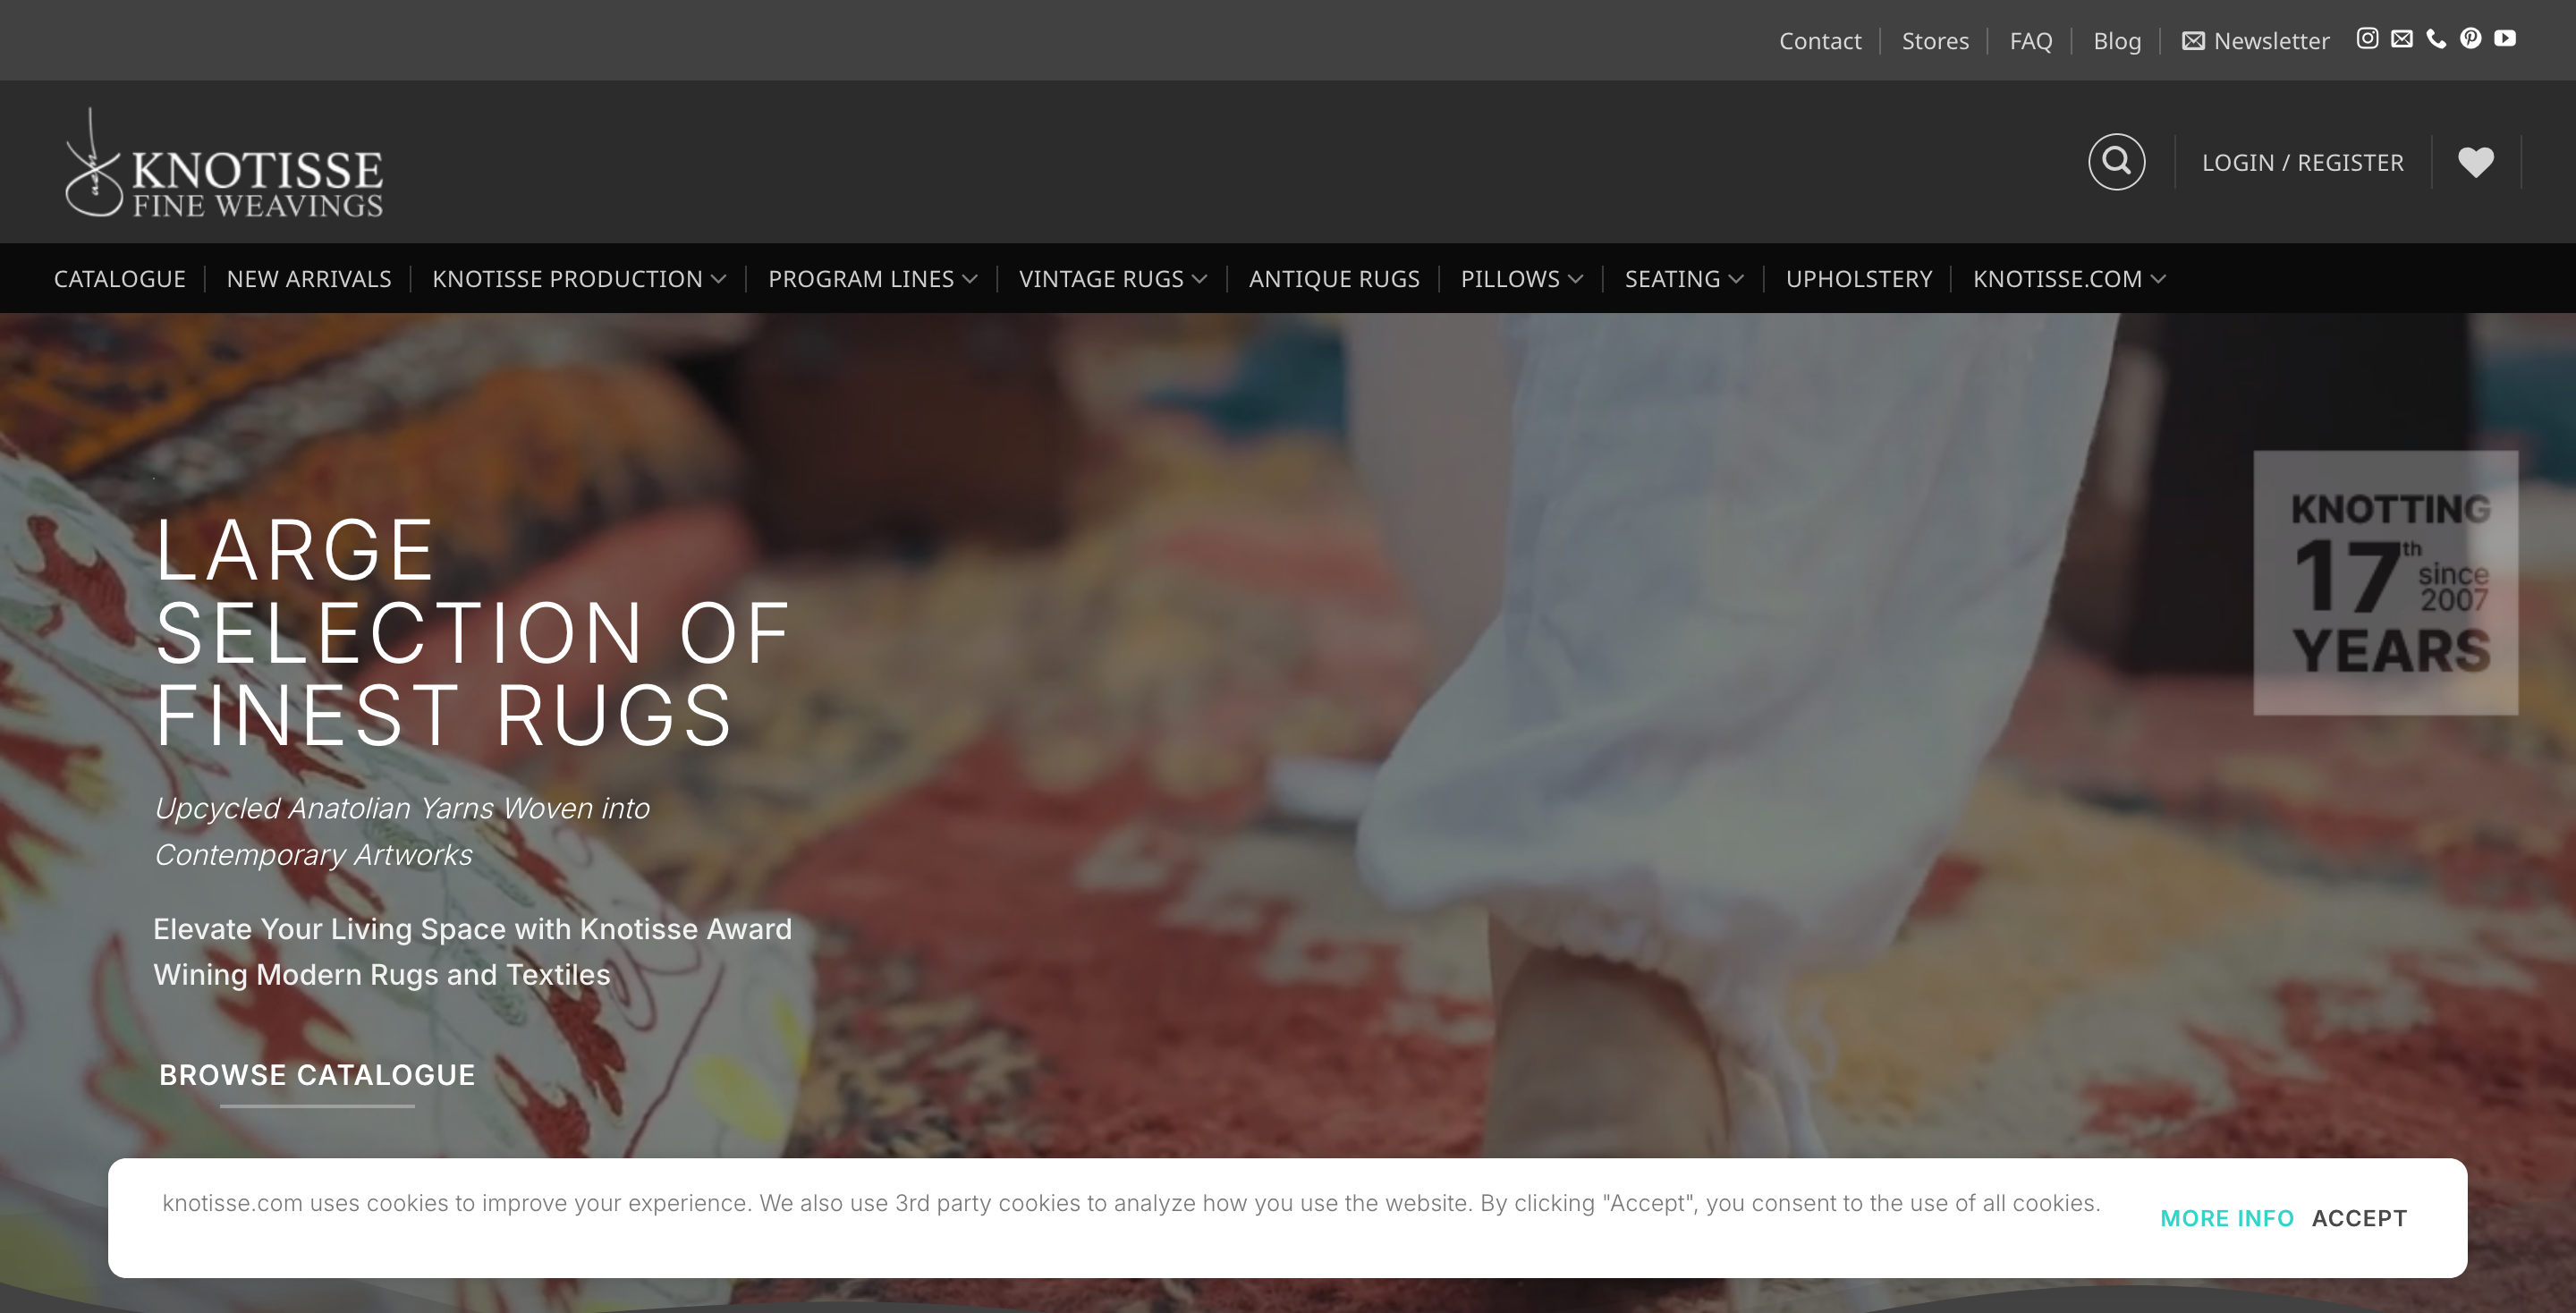 Contact Stores FAQ Blog Newsletter
KNOTISSE
FINE WEAVINGS
LOGIN / REGISTER
CATALOGUE NEW ARRIVALS KNOTISSE PRODUCTION PROGRAM LINES VINTAGE RUGS ANTIQUE RUGS PILLOWS SEATING UPHOLSTERY KNOTISSE.COM
LARGE
SELECTION OF
FINEST RUGS
Upcycled Anatolian Yarns Woven into
Contemporary Artworks
Elevate Your Living Space with Knotisse Award
Wining Modern Rugs and Textiles
BROWSE CATALOGUE
KNOTTING
17th since
2007
YEARS
knotisse.com uses cookies to improve your experience. We also use 3rd party cookies to analyze how you use the website. By clicking "Accept", you consent to the use of all cookies.
MORE INFO ACCEPT